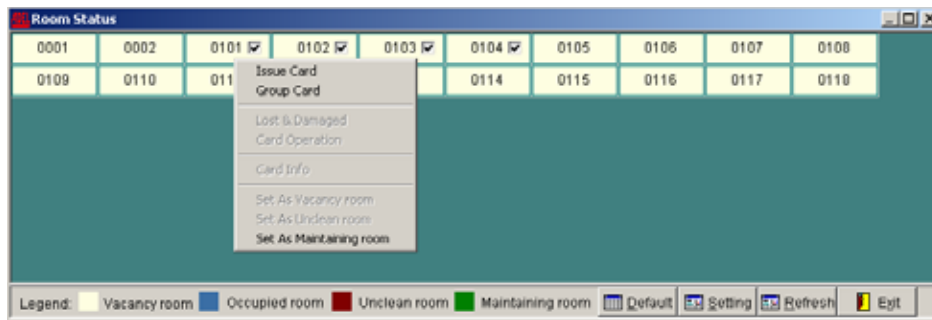 Room Status
0001 0002 0101 0102 0103 0104 0105 0106 0107 0108
0109 0110 011 0114 0115 0116 0117 0118
Issue Card
Group Card
Lost & Damaged
Card Operation
Card Info
Set As Vacancy room
Set As Unclean room
Set As Maintaining room
Legend: Vacancy room Occupied room Unclean room Maintaining room Default Setting Refresh Exit